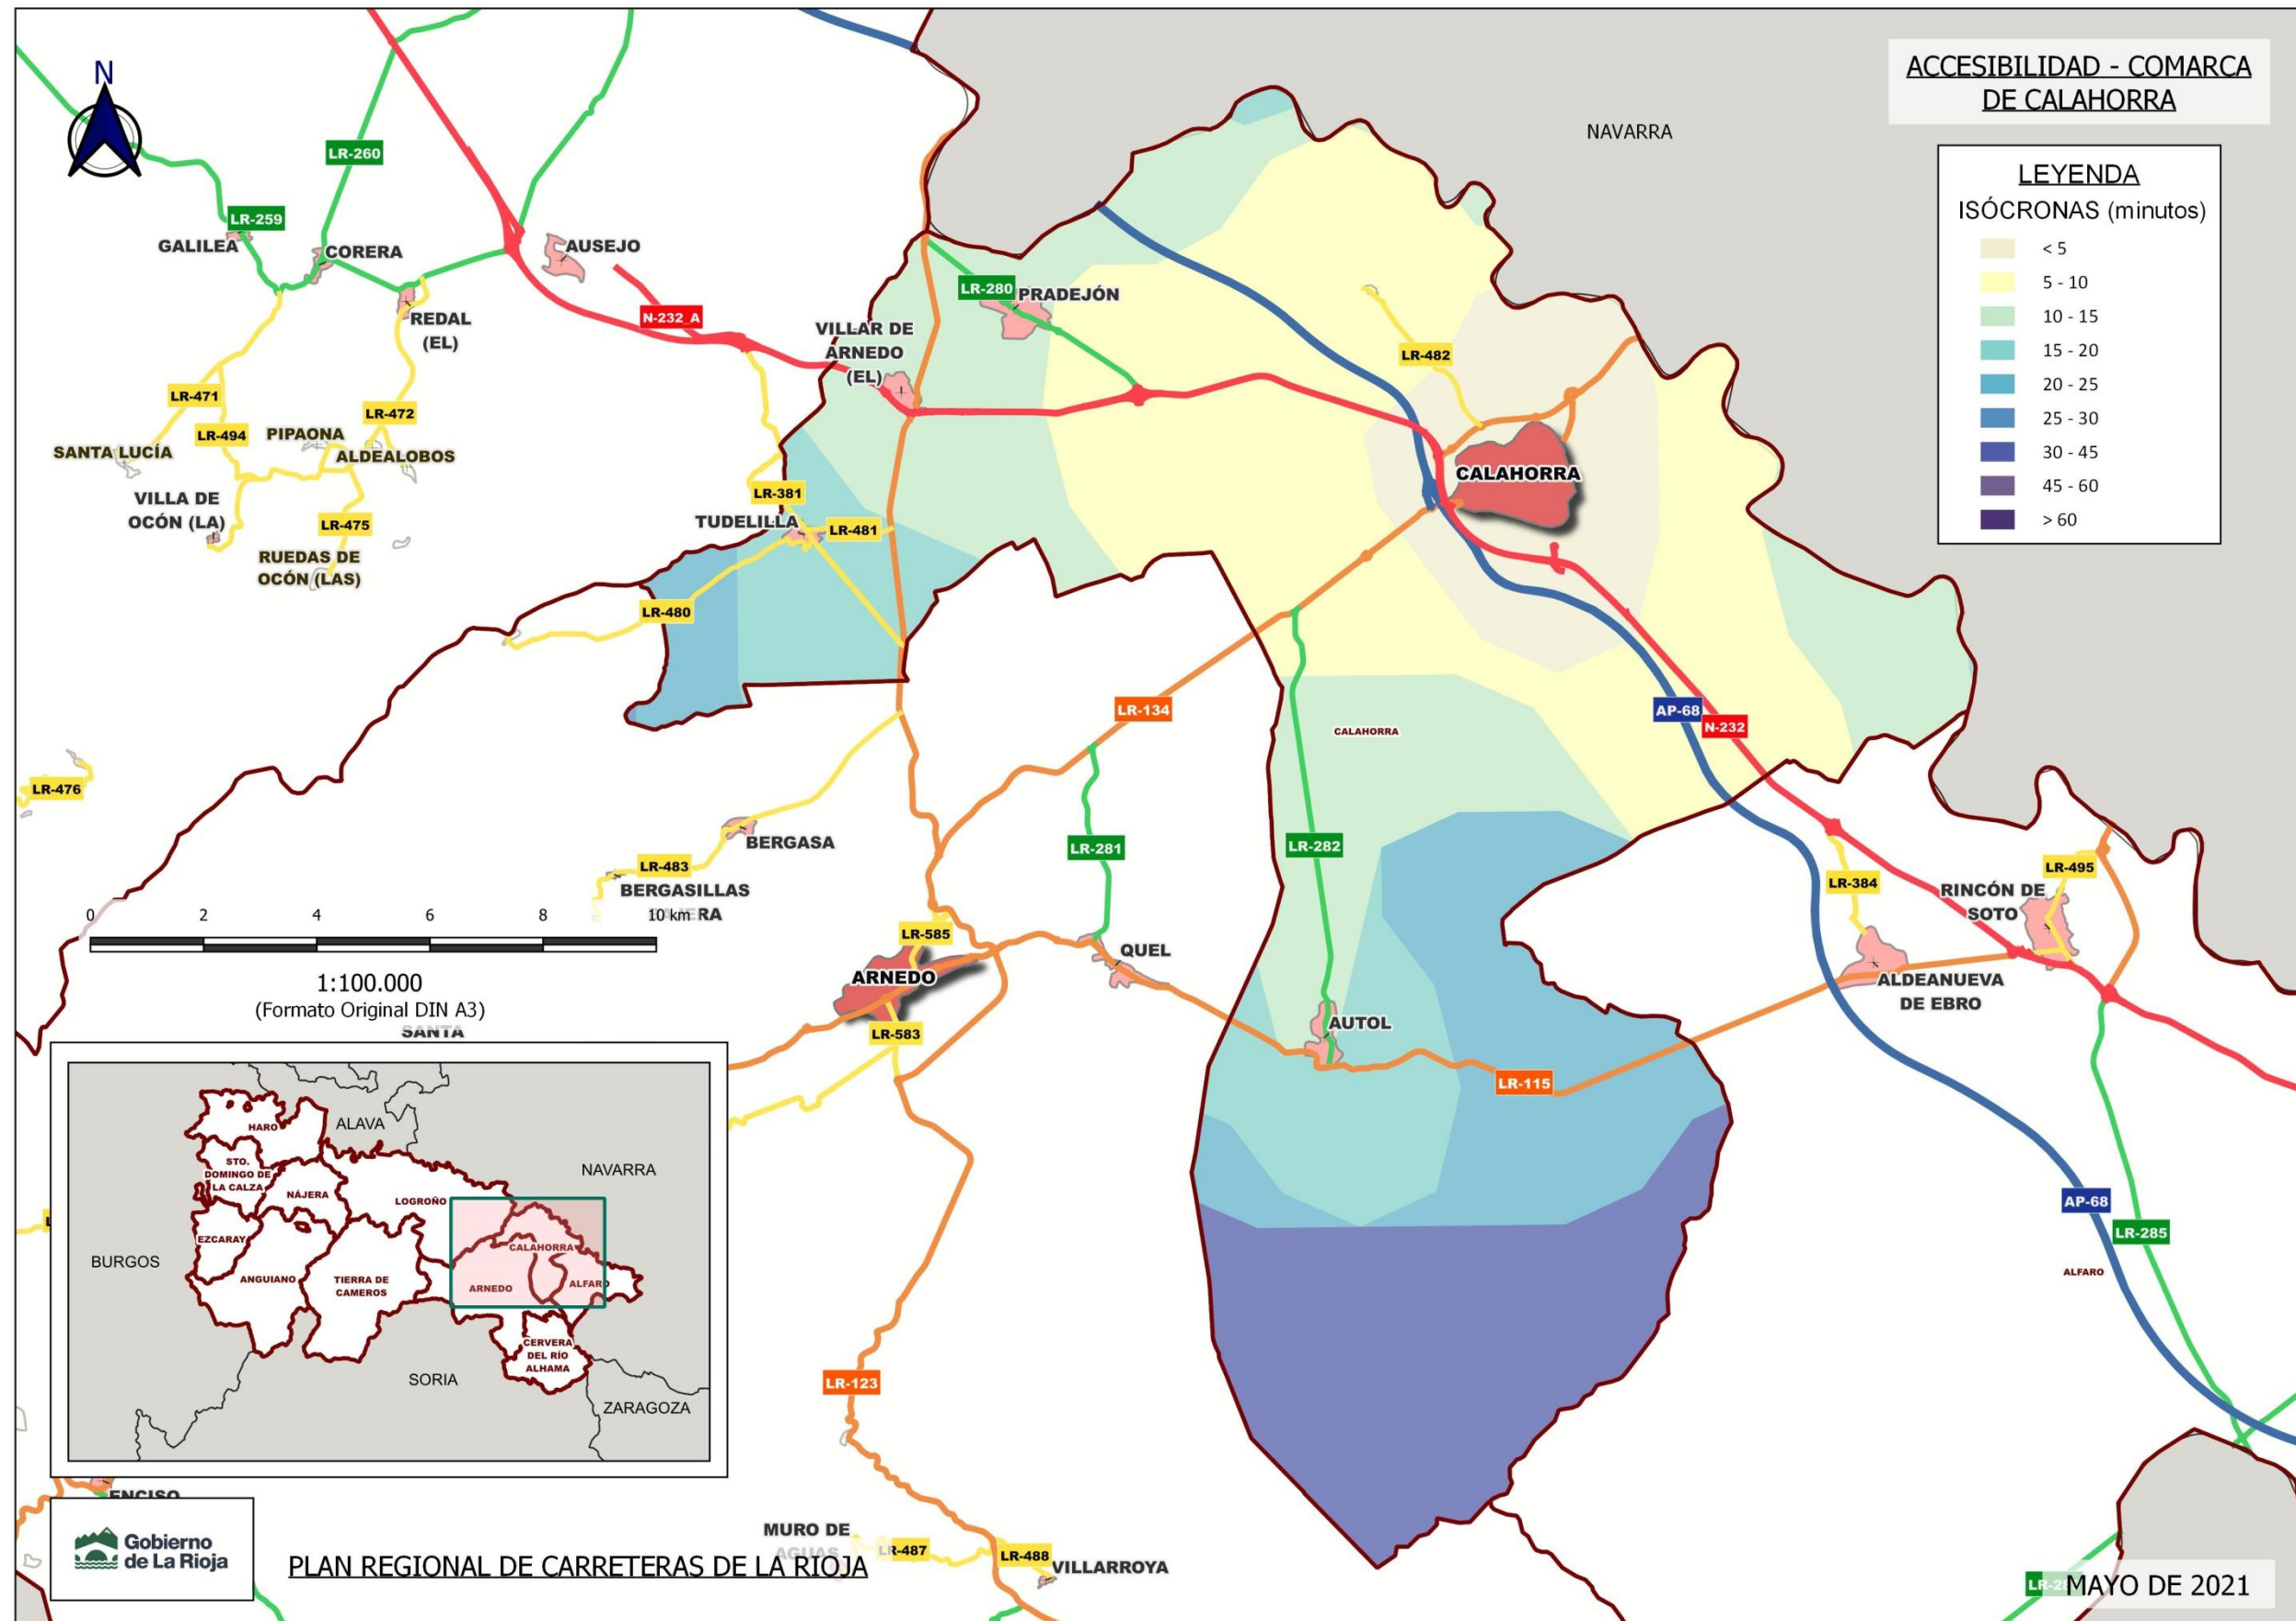 ACCESIBILIDAD - COMARCA
DE CALAHORRA
NAVARRA
LEYENDA
ISÓCRONAS (minutos)
< 5
5 - 10
10 - 15
15 - 20
20 - 25
25 - 30
30 - 45
45 - 60
> 60
N
LR-260
LR-259
GALILEA
CORERA
AUSEJO
REDAL
(EL)
N-232_A
LR-280
PRADEJÓN
VILLAR DE
ARNEDO
(EL)
LR-482
LR-471
LR-472
LR-494
PIPAONA
SANTA LUCÍA
ALDEALOBOS
CALAHORRA
VILLA DE
OCÓN (LA)
LR-475
LR-381
TUDELILLA
LR-481
RUEDAS DE
OCÓN (LAS)
LR-480
LR-134
AP-68
N-232
CALAHORRA
LR-476
BERGASA
LR-281
LR-282
LR-483
BERGASILLAS
LR-384
LR-495
RINCÓN DE
SOTO
0 2 4 6 8 10 km
LR-585
QUEL
ARNEDO
ALDEANUEVA
DE EBRO
1:100.000
(Formato Original DIN A3)
SANTA
LR-583
AUTOL
LR-115
HARO
ALAVA
STO.
DOMINGO DE
LA CALZA
NAVARRA
NÁJERA
LOGROÑO
EZCARAY
CALAHORRA
BURGOS
ANGUIANO
TIERRA DE
CAMEROS
ARNEDO
ALFARO
CERVERA
DEL RÍO
ALHAMA
SORIA
ZARAGOZA
AP-68
LR-285
ALFARO
LR-123
ENCISO
Gobierno
de La Rioja
PLAN REGIONAL DE CARRETERAS DE LA RIOJA
MURO DE
AGUAS
LR-487
LR-488
VILLARROYA
MAYO DE 2021